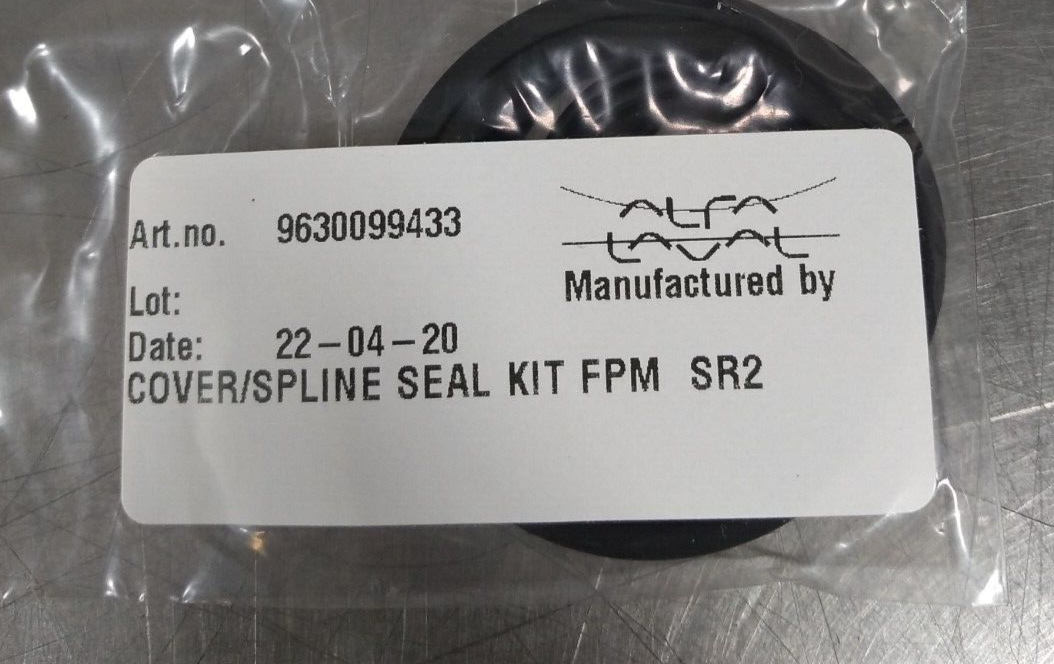 Art.no. 9630099433
ALFA
LAVAL
Manufactured by
Lot:
Date: 22-04-20
COVER/SPLINE SEAL KIT FPM SR2